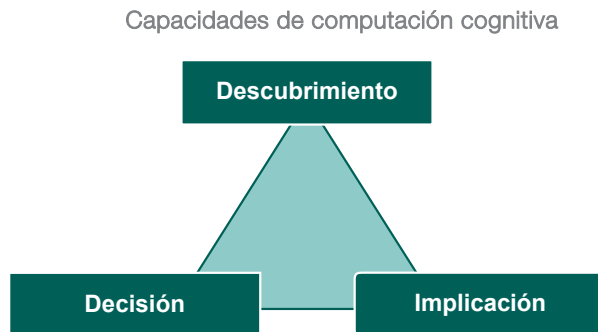 Capacidades de computación cognitiva
Descubrimiento
Decisión
Implicación